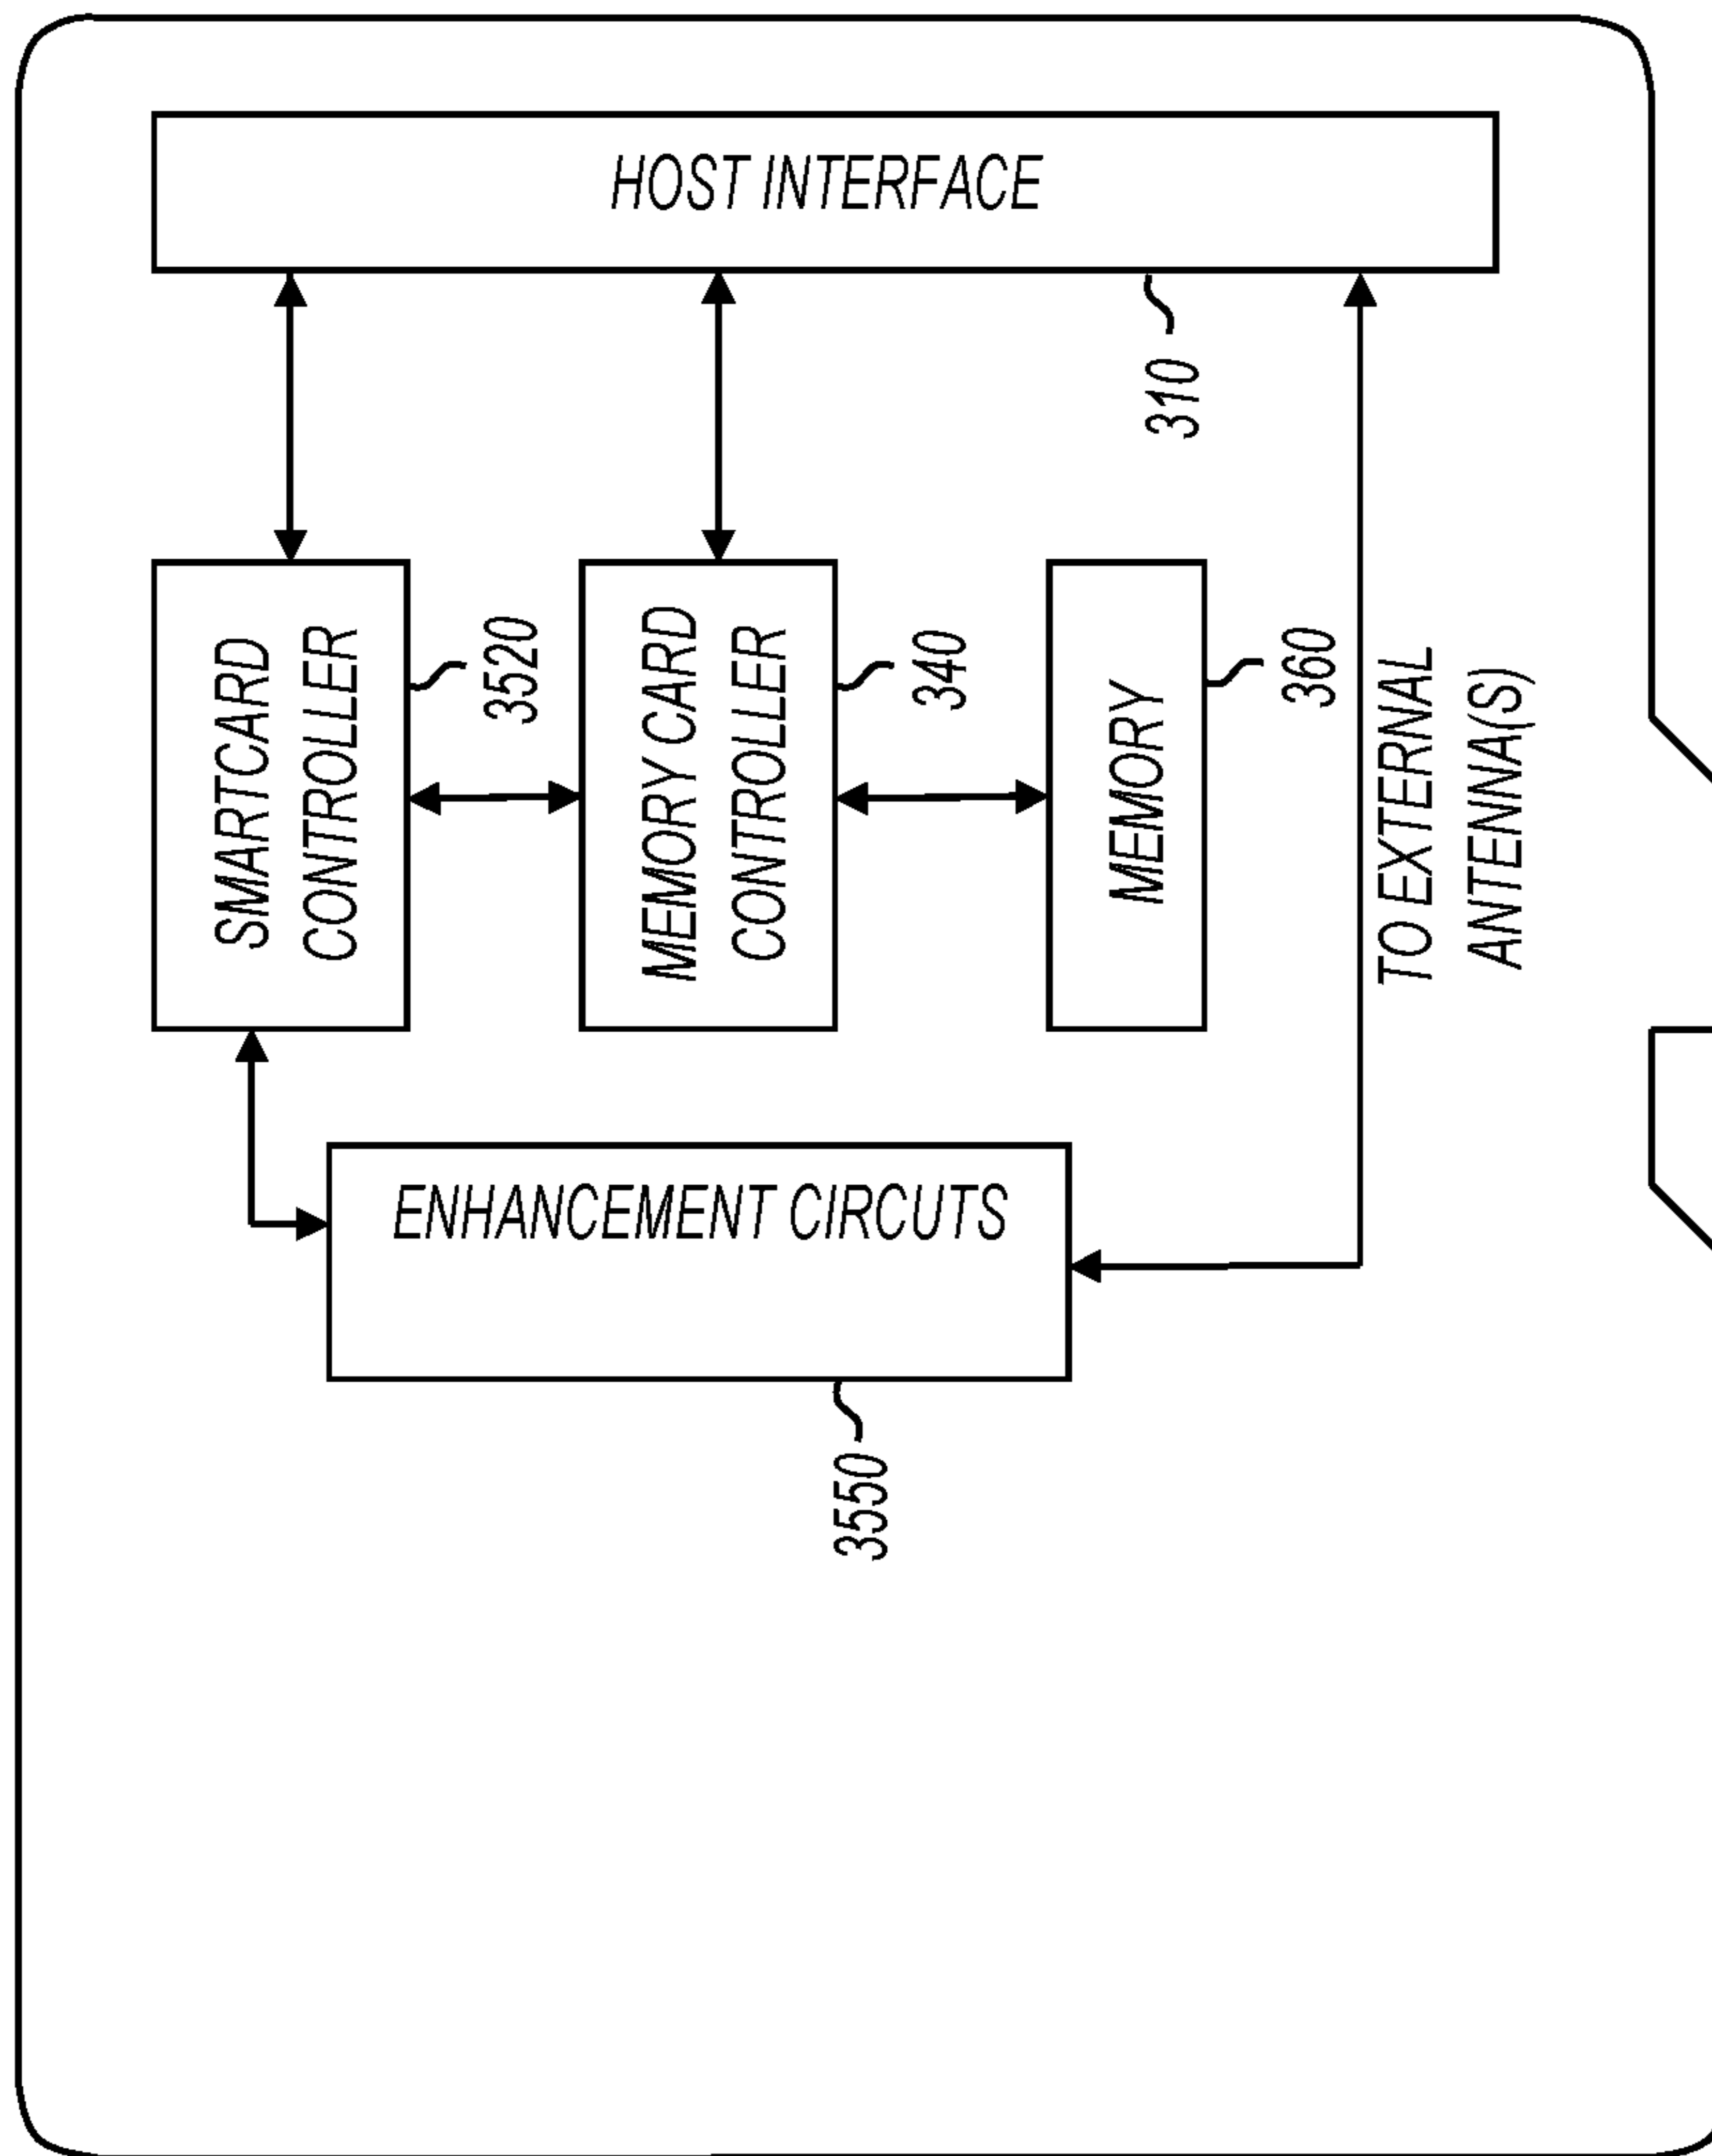 HOST INTERFACE
310
SMARTCARD
CONTROLLER
3520
MEMORY CARD
CONTROLLER
340
MEMORY
360
TO EXTERNAL
ANTENNA(S)
ENHANCEMENT CIRCUTS
3550